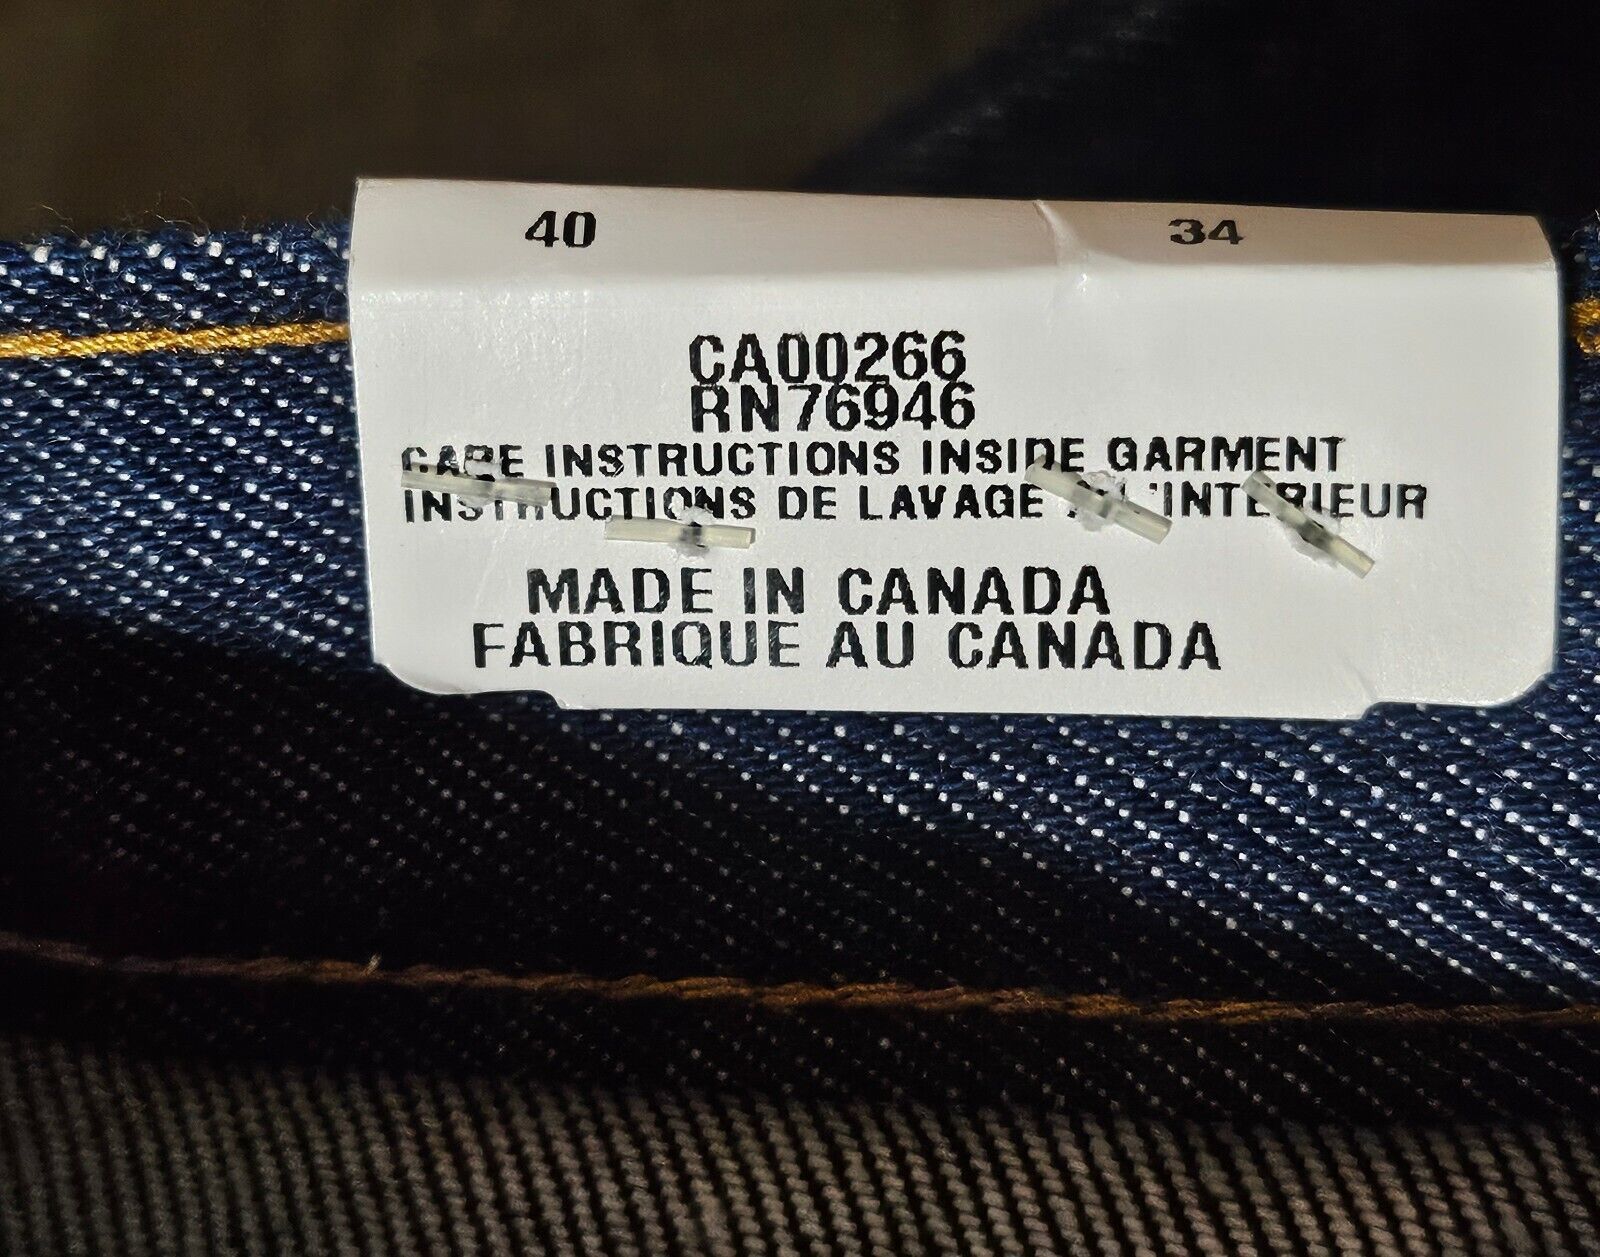 40 34
CA00266
RN76946
CARE INSTRUCTIONS INSIDE GARMENT
INSTRUCTIONS DE LAVAGE À L'INTERIEUR
MADE IN CANADA
FABRIQUE AU CANADA